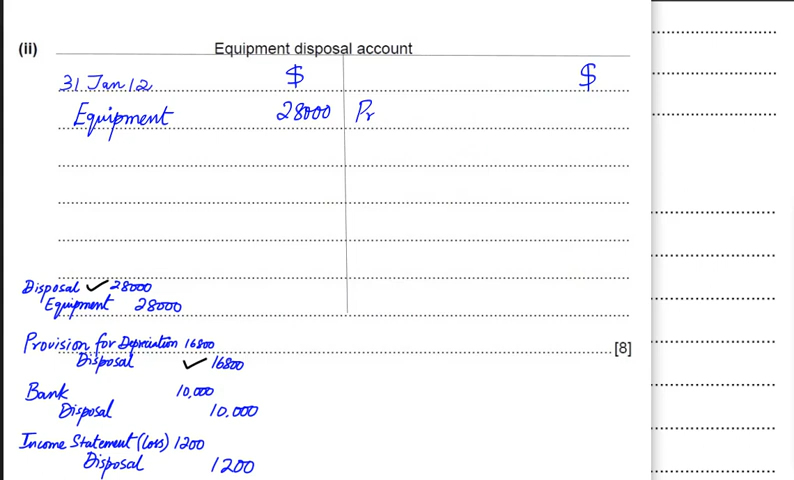 (ii) Equipment disposal account
31 Jan 12 $ $
Equipment 28000 Pr
Disposal ✓ 28000
Equipment 28000
Provision for Depreciation 16800
Disposal ✓ 16800
[8]
Bank 10,000
Disposal 10,000
Income Statement (Loss) 1200
Disposal 1200